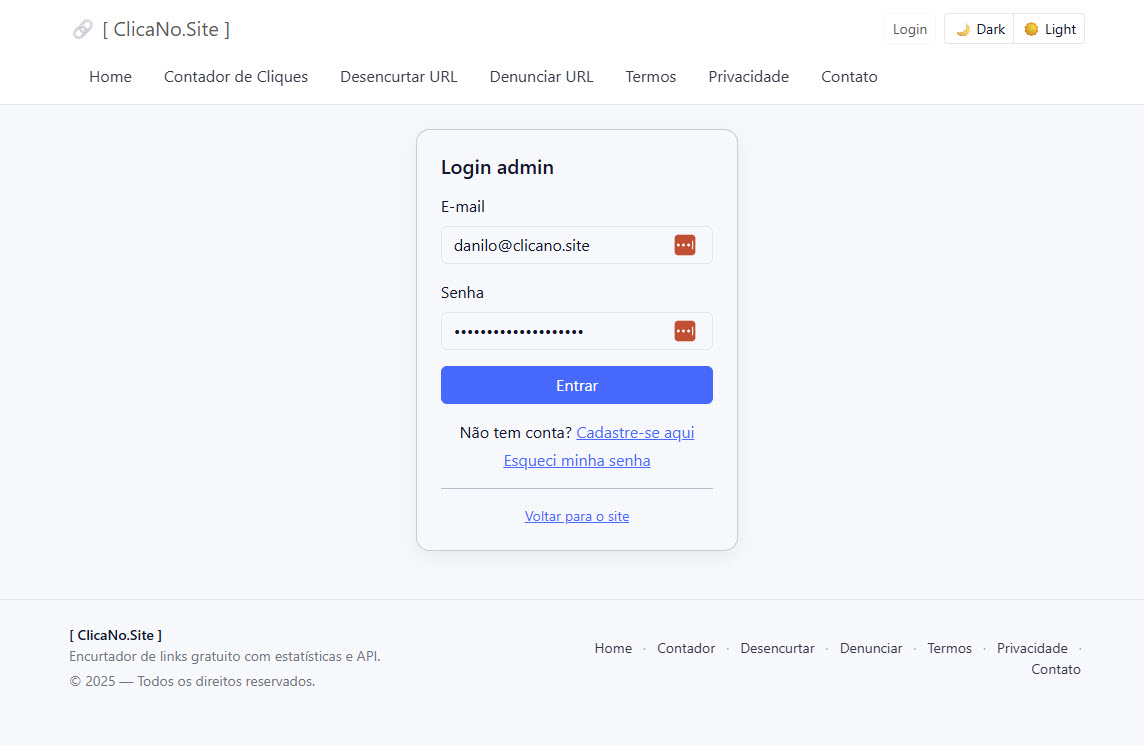 [ ClicaNo.Site ]
Login
Dark
Light
Home
Contador de Cliques
Desencurtar URL
Denunciar URL
Termos
Privacidade
Contato
Login admin
E-mail
danilo@clicano.site
Senha
••••••••••••••••••••
Entrar
Não tem conta? Cadastre-se aqui
Esqueci minha senha
Voltar para o site
[ ClicaNo.Site ]
Encurtador de links gratuito com estatísticas e API.
© 2025 — Todos os direitos reservados.
Home · Contador · Desencurtar · Denunciar · Termos · Privacidade ·
Contato